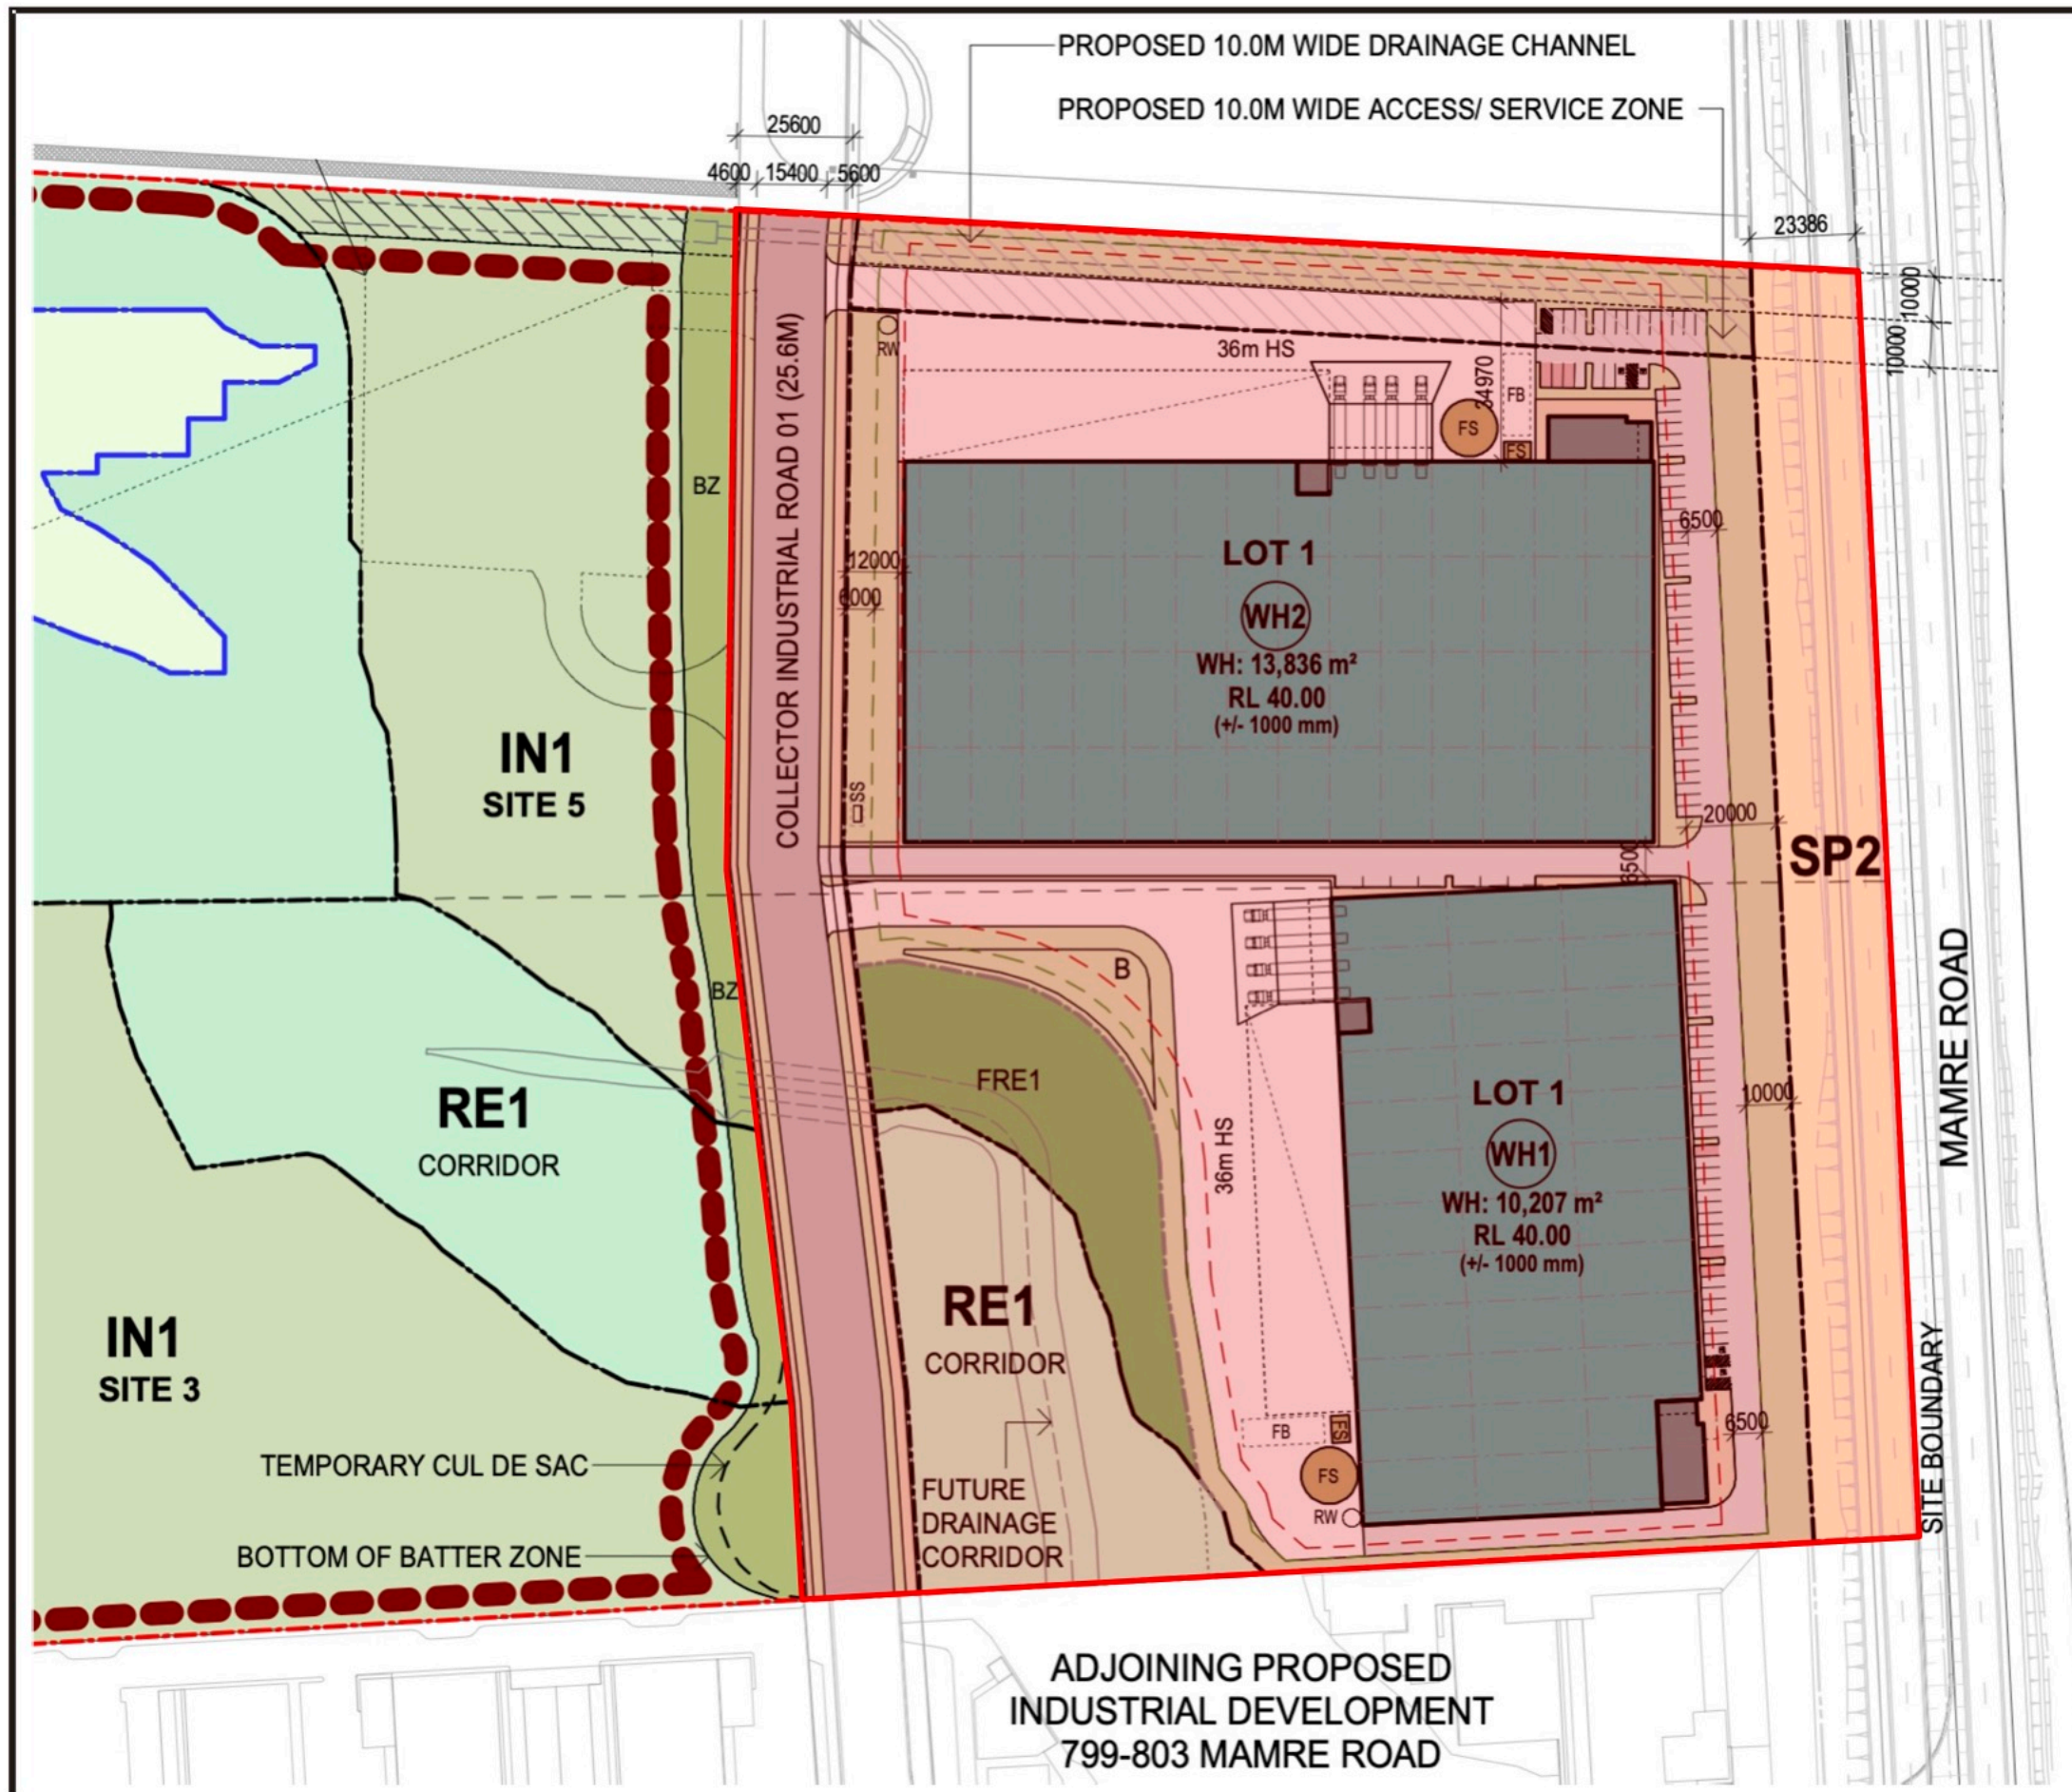 PROPOSED 10.0M WIDE DRAINAGE CHANNEL
PROPOSED 10.0M WIDE ACCESS/ SERVICE ZONE
25600
4600
15400
5600
23386
10000
10000
RW
36m HS
34970
FB
FS
FS
BZ
COLLECTOR INDUSTRIAL ROAD 01 (25.6M)
12000
6000
6500
LOT 1
WH2
WH: 13,836 m²
RL 40.00
(+/- 1000 mm)
IN1
SITE 5
SS
20000
6500
SP2
BZ
B
MAMRE ROAD
FRE1
LOT 1
WH1
WH: 10,207 m²
RL 40.00
(+/- 1000 mm)
10000
36m HS
RE1
CORRIDOR
RE1
CORRIDOR
IN1
SITE 3
FB
FS
FS
RW
6500
SITE BOUNDARY
TEMPORARY CUL DE SAC
FUTURE
DRAINAGE
CORRIDOR
BOTTOM OF BATTER ZONE
ADJOINING PROPOSED
INDUSTRIAL DEVELOPMENT
799-803 MAMRE ROAD